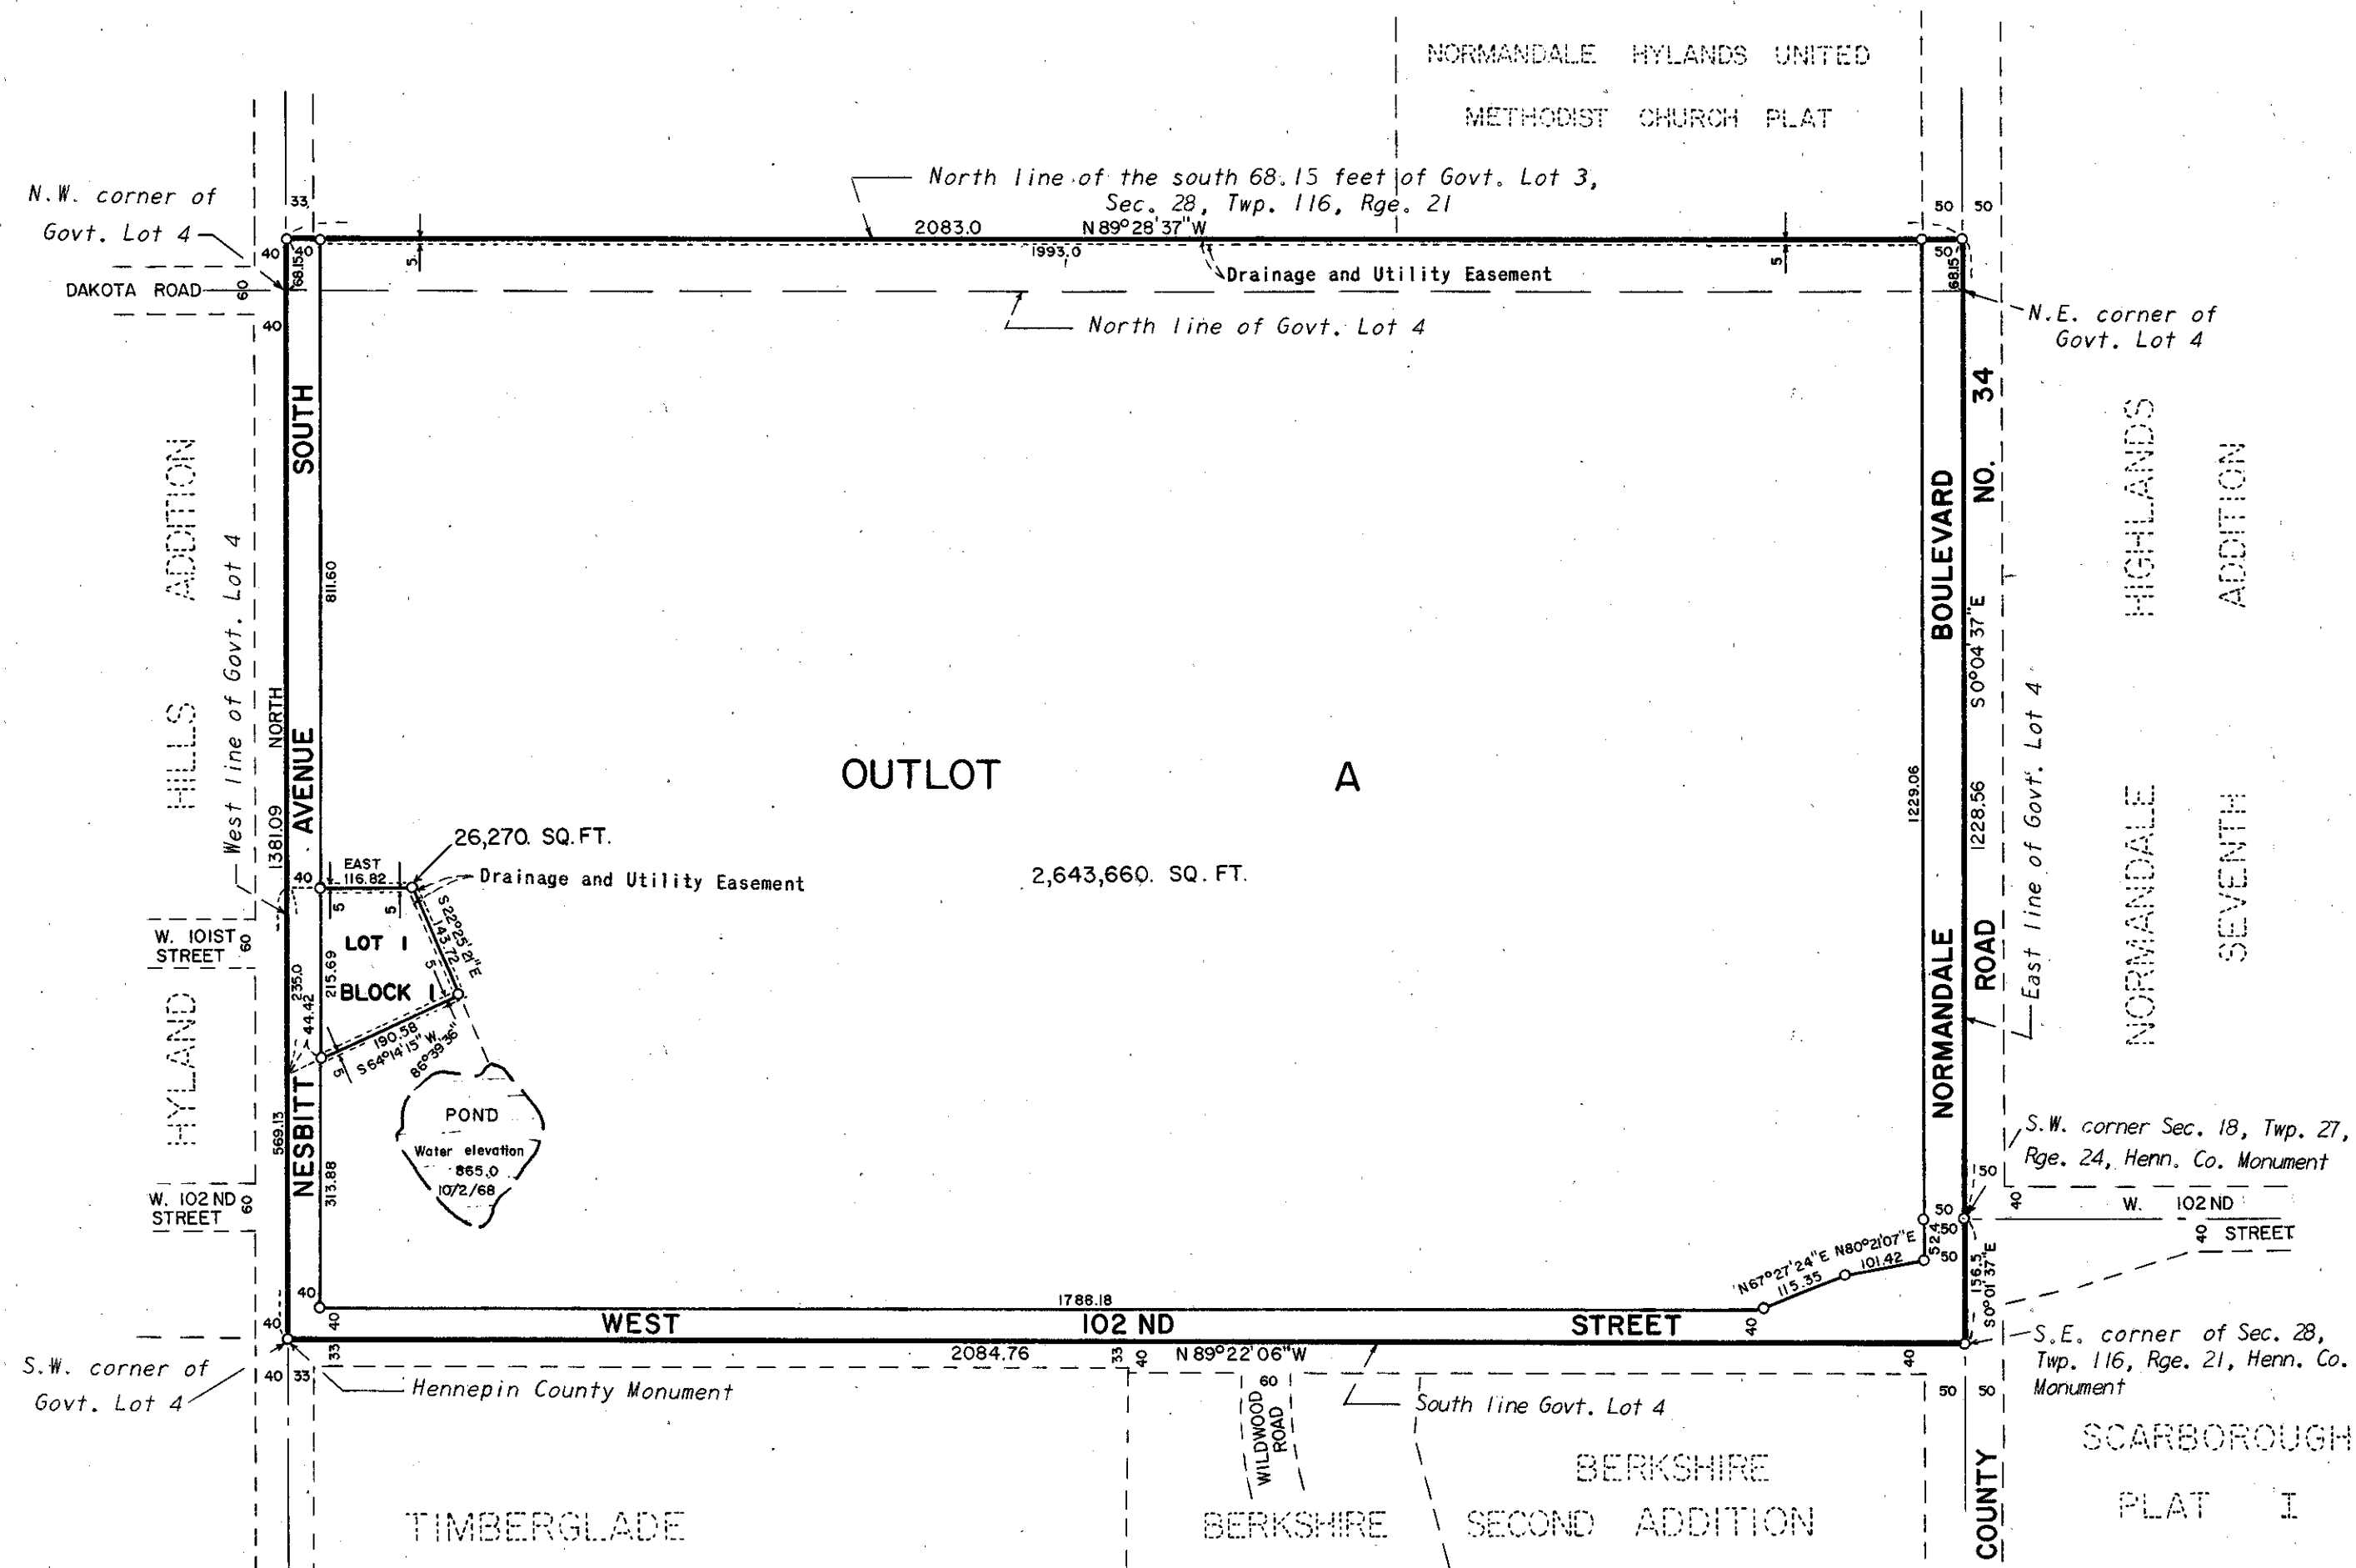 NORMANDALE HYLANDS UNITED
METHODIST CHURCH PLAT
North line of the south 68.15 feet of Govt. Lot 3,
Sec. 28, Twp. 116, Rge. 21
N.W. corner of
Govt. Lot 4
33
50 50
2083.0 N 89° 28' 37" W
1993.0
40
40
68.15
5
5
50
68.15
Drainage and Utility Easement
DAKOTA ROAD
60
40
North line of Govt. Lot 4
N.E. corner of
Govt. Lot 4
HYLAND HILLS ADDITION
West line of Govt. Lot 4
1381.09 NORTH
NESBITT AVENUE SOUTH
811.60
OUTLOT A
2,643,660. SQ. FT.
NORMANDALE BOULEVARD
1229.06
COUNTY ROAD NO. 34
S 0° 04' 37" E
1228.56
East line of Govt. Lot 4
NORMANDALE HIGHLANDS
SEVENTH ADDITION
26,270. SQ. FT.
EAST
40 116.82
Drainage and Utility Easement
5
5
S 22° 25' 21" E
143.72
5
W. 101ST
STREET
60
LOT 1
BLOCK 1
235.0
44.42
215.69
190.58
S 64° 14' 15" W
86° 39' 36"
5
569.13
313.88
POND
Water elevation
865.0
10/2/68
W. 102 ND
STREET
60
S.W. corner Sec. 18, Twp. 27,
Rge. 24, Henn. Co. Monument
50
40
W. 102 ND
STREET
40
50
50
52.4
50
N 67° 27' 24" E N 80° 21' 07" E
115.35 101.42
156.5
S 0° 01' 37" E
40
1788.18
40
40
40
WEST 102 ND STREET
33
2084.76
33
40
N 89° 22' 06" W
40
S.E. corner of Sec. 28,
Twp. 116, Rge. 21, Henn. Co.
Monument
S.W. corner of
Govt. Lot 4
40 33
Hennepin County Monument
60
WILDWOOD
ROAD
South line Govt. Lot 4
50 50
TIMBERGLADE
BERKSHIRE
BERKSHIRE
SECOND ADDITION
SCARBOROUGH
PLAT I